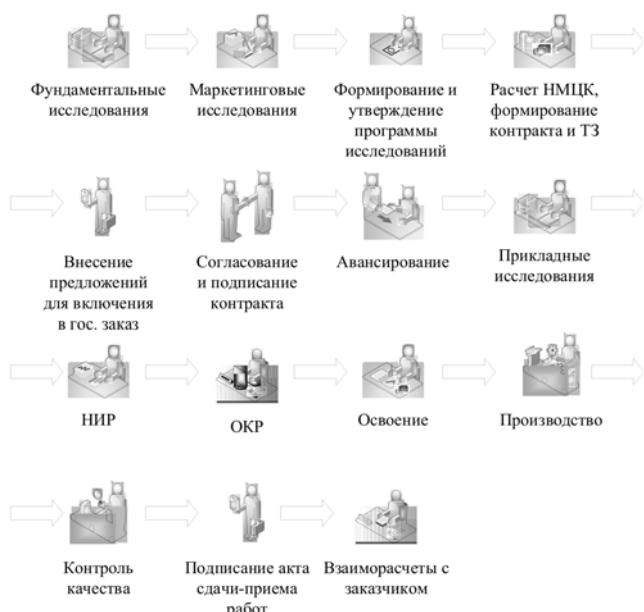 Фундаментальные
исследования
Маркетинговые
исследования
Формирование и
утверждение
программы
исследований
Расчет НМЦК,
формирование
контракта и ТЗ
Внесение
предложений
для включения
в гос. заказ
Согласование
и подписание
контракта
Авансирование
Прикладные
исследования
НИР
ОКР
Освоение
Производство
Контроль
качества
Подписание акта
сдачи-приема
работ
Взаиморасчеты с
заказчиком